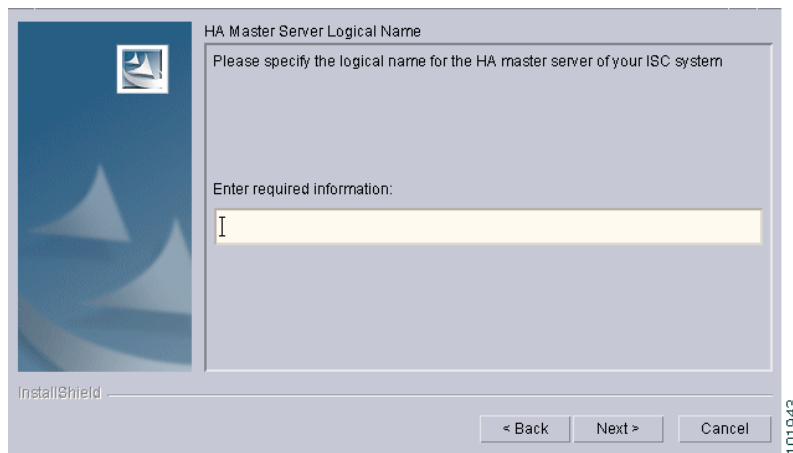 HA Master Server Logical Name
Please specify the logical name for the HA master server of your ISC system
Enter required information:
InstallShield
< Back
Next >
Cancel
101943